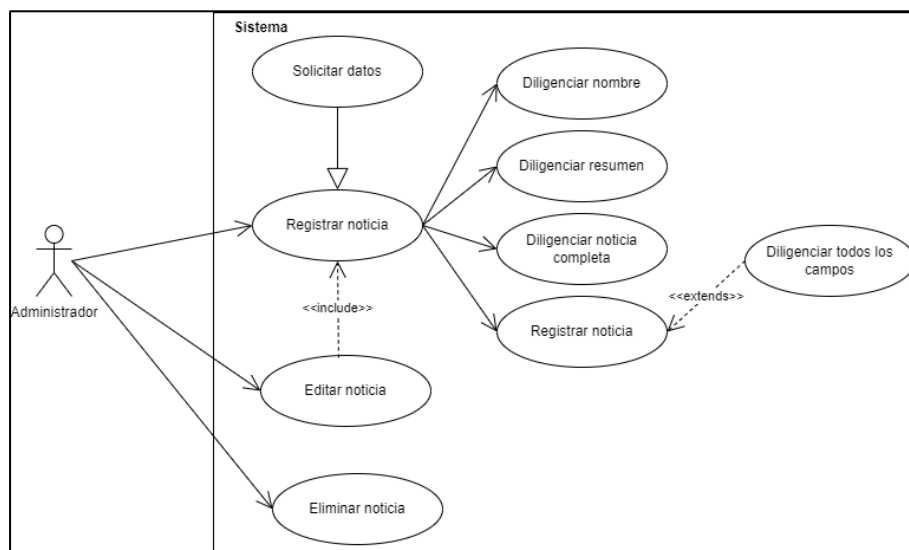 Sistema
Solicitar datos
Diligenciar nombre
Diligenciar resumen
Registrar noticia
Diligenciar noticia
completa
Diligenciar todos los
campos
<<extends>>
Administrador
<<include>>
Registrar noticia
Editar noticia
Eliminar noticia